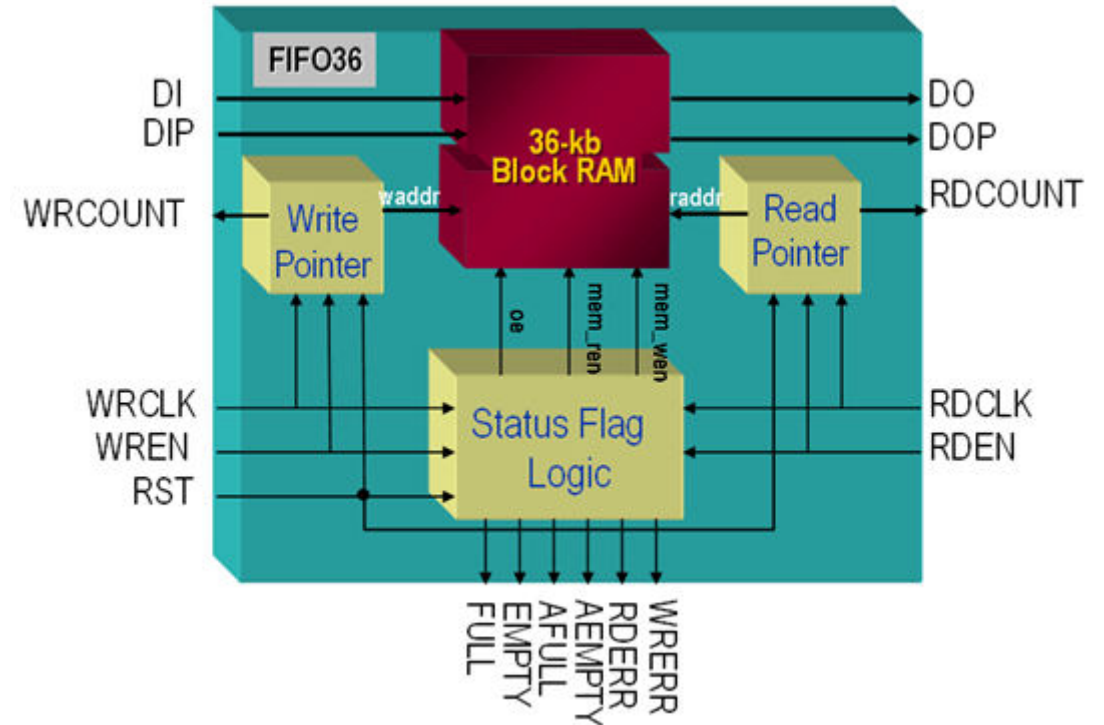 FIFO36
DI
DO
DIP
DOP
36-kb
Block RAM
waddr
raddr
WRCOUNT
Write
Pointer
Read
Pointer
RDCOUNT
oe
mem_ren
mem_wen
WRCLK
RDCLK
Status Flag
Logic
WREN
RDEN
RST
FULL
EMPTY
AFULL
AEMPTY
RDERR
WRERR